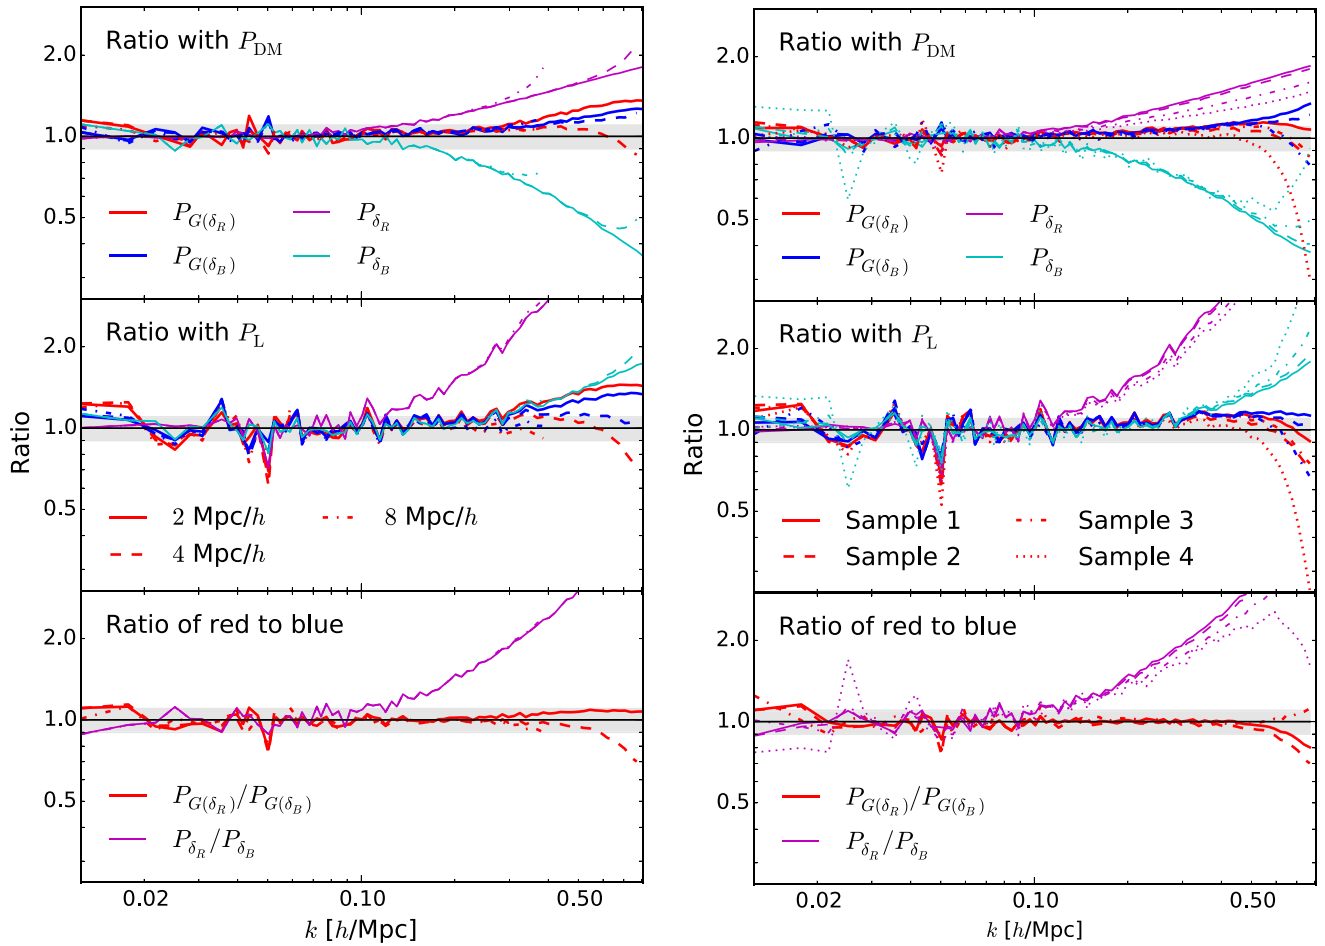 Ratio with P_DM
2.0
1.0
0.5
P_G(δ_R) P_δ_R
P_G(δ_B) P_δ_B
Ratio with P_L
2.0
1.0
0.5
Ratio
2 Mpc/h 8 Mpc/h
4 Mpc/h
Ratio of red to blue
2.0
1.0
0.5
P_G(δ_R)/P_G(δ_B)
P_δ_R/P_δ_B
0.02 0.10 0.50
k [h/Mpc]
Ratio with P_DM
2.0
1.0
0.5
P_G(δ_R) P_δ_R
P_G(δ_B) P_δ_B
Ratio with P_L
2.0
1.0
0.5
Ratio
Sample 1 Sample 3
Sample 2 Sample 4
Ratio of red to blue
2.0
1.0
0.5
P_G(δ_R)/P_G(δ_B)
P_δ_R/P_δ_B
0.02 0.10 0.50
k [h/Mpc]